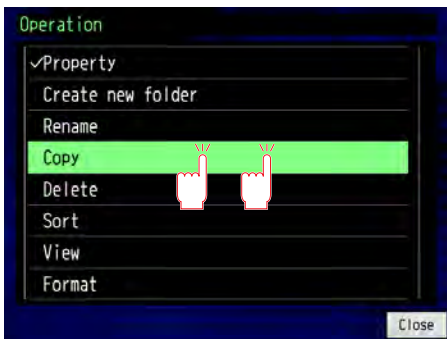 Operation
✓Property
Create new folder
Rename
Copy
Delete
Sort
View
Format
Close